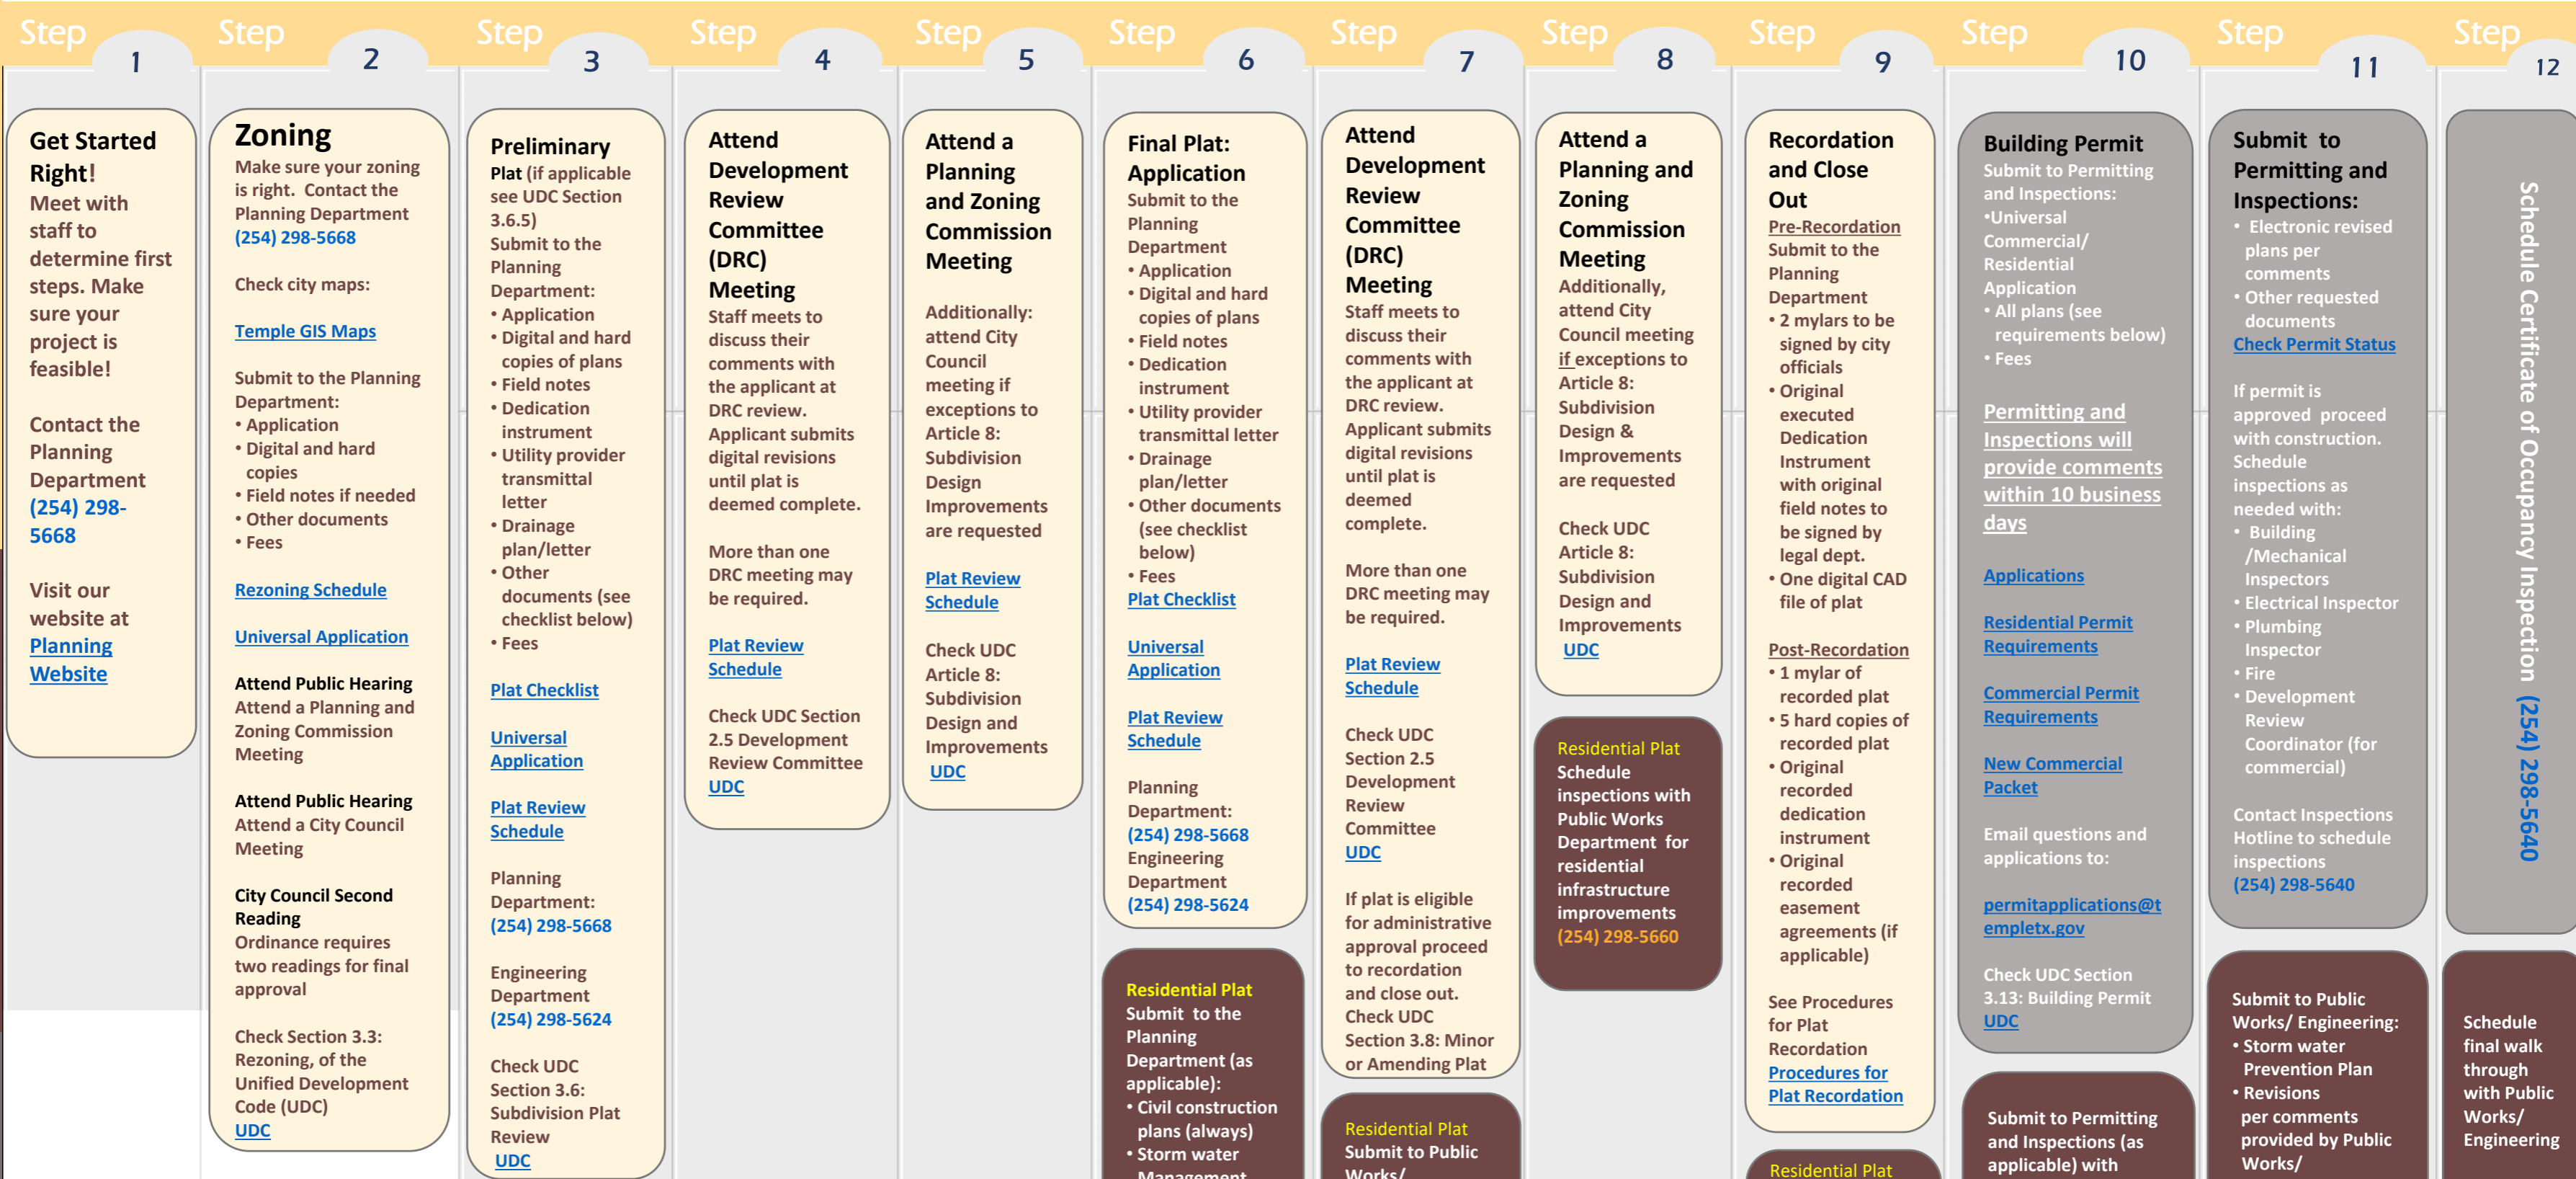 Step 1
Step 2
Step 3
Step 4
Step 5
Step 6
Step 7
Step 8
Step 9
Step 10
Step 11
Step 12
Get Started
Right!
Meet with
staff to
determine first
steps. Make
sure your
project is
feasible!
Contact the
Planning
Department
(254) 298-
5668
Visit our
website at
Planning
Website
Zoning
Make sure your zoning
is right. Contact the
Planning Department
(254) 298-5668
Check city maps:
Temple GIS Maps
Submit to the Planning
Department:
• Application
• Digital and hard
copies
• Field notes if needed
• Other documents
• Fees
Rezoning Schedule
Universal Application
Attend Public Hearing
Attend a Planning and
Zoning Commission
Meeting
Attend Public Hearing
Attend a City Council
Meeting
City Council Second
Reading
Ordinance requires
two readings for final
approval
Check Section 3.3:
Rezoning, of the
Unified Development
Code (UDC)
UDC
Preliminary
Plat (if applicable
see UDC Section
3.6.5)
Submit to the
Planning
Department:
• Application
• Digital and hard
copies of plans
• Field notes
• Dedication
instrument
• Utility provider
transmittal
letter
• Drainage
plan/letter
• Other
documents (see
checklist below)
• Fees
Plat Checklist
Universal
Application
Plat Review
Schedule
Planning
Department:
(254) 298-5668
Engineering
Department
(254) 298-5624
Check UDC
Section 3.6:
Subdivision Plat
Review
UDC
Attend
Development
Review
Committee
(DRC)
Meeting
Staff meets to
discuss their
comments with
the applicant at
DRC review.
Applicant submits
digital revisions
until plat is
deemed complete.
More than one
DRC meeting may
be required.
Plat Review
Schedule
Check UDC Section
2.5 Development
Review Committee
UDC
Attend a
Planning
and Zoning
Commission
Meeting
Additionally:
attend City
Council
meeting if
exceptions to
Article 8:
Subdivision
Design
Improvements
are requested
Plat Review
Schedule
Check UDC
Article 8:
Subdivision
Design and
Improvements
UDC
Final Plat:
Application
Submit to the
Planning
Department
• Application
• Digital and hard
copies of plans
• Field notes
• Dedication
instrument
• Utility provider
transmittal letter
• Drainage
plan/letter
• Other documents
(see checklist
below)
• Fees
Plat Checklist
Universal
Application
Plat Review
Schedule
Planning
Department:
(254) 298-5668
Engineering
Department
(254) 298-5624
Residential Plat
Submit to the
Planning
Department (as
applicable):
• Civil construction
plans (always)
• Storm water
Management
Attend
Development
Review
Committee
(DRC)
Meeting
Staff meets to
discuss their
comments with
the applicant at
DRC review.
Applicant submits
digital revisions
until plat is
deemed
complete.
More than one
DRC meeting may
be required.
Plat Review
Schedule
Check UDC
Section 2.5
Development
Review
Committee
UDC
If plat is eligible
for administrative
approval proceed
to recordation
and close out.
Check UDC
Section 3.8: Minor
or Amending Plat
Residential Plat
Submit to Public
Works/
Attend a
Planning and
Zoning
Commission
Meeting
Additionally,
attend City
Council meeting
if exceptions to
Article 8:
Subdivision
Design &
Improvements
are requested
Check UDC
Article 8:
Subdivision
Design and
Improvements
UDC
Residential Plat
Schedule
inspections with
Public Works
Department for
residential
infrastructure
improvements
(254) 298-5660
Recordation
and Close
Out
Pre-Recordation
Submit to the
Planning
Department
• 2 mylars to be
signed by city
officials
• Original
executed
Dedication
Instrument
with original
field notes to
be signed by
legal dept.
• One digital CAD
file of plat
Post-Recordation
• 1 mylar of
recorded plat
• 5 hard copies of
recorded plat
• Original
recorded
dedication
instrument
• Original
recorded
easement
agreements (if
applicable)
See Procedures
for Plat
Recordation
Procedures for
Plat Recordation
Residential Plat
Building Permit
Submit to Permitting
and Inspections:
•Universal
Commercial/
Residential
Application
• All plans (see
requirements below)
• Fees
Permitting and
Inspections will
provide comments
within 10 business
days
Applications
Residential Permit
Requirements
Commercial Permit
Requirements
New Commercial
Packet
Email questions and
applications to:
permitapplications@t
empletx.gov
Check UDC Section
3.13: Building Permit
UDC
Submit to Permitting
and Inspections (as
applicable) with
Submit to
Permitting and
Inspections:
• Electronic revised
plans per
comments
• Other requested
documents
Check Permit Status
If permit is
approved proceed
with construction.
Schedule
inspections as
needed with:
• Building
/Mechanical
Inspectors
• Electrical Inspector
• Plumbing
Inspector
• Fire
• Development
Review
Coordinator (for
commercial)
Contact Inspections
Hotline to schedule
inspections
(254) 298-5640
Submit to Public
Works/ Engineering:
• Storm water
Prevention Plan
• Revisions
per comments
provided by Public
Works/
Schedule Certificate of Occupancy Inspection (254) 298-5640
Schedule
final walk
through
with Public
Works/
Engineering